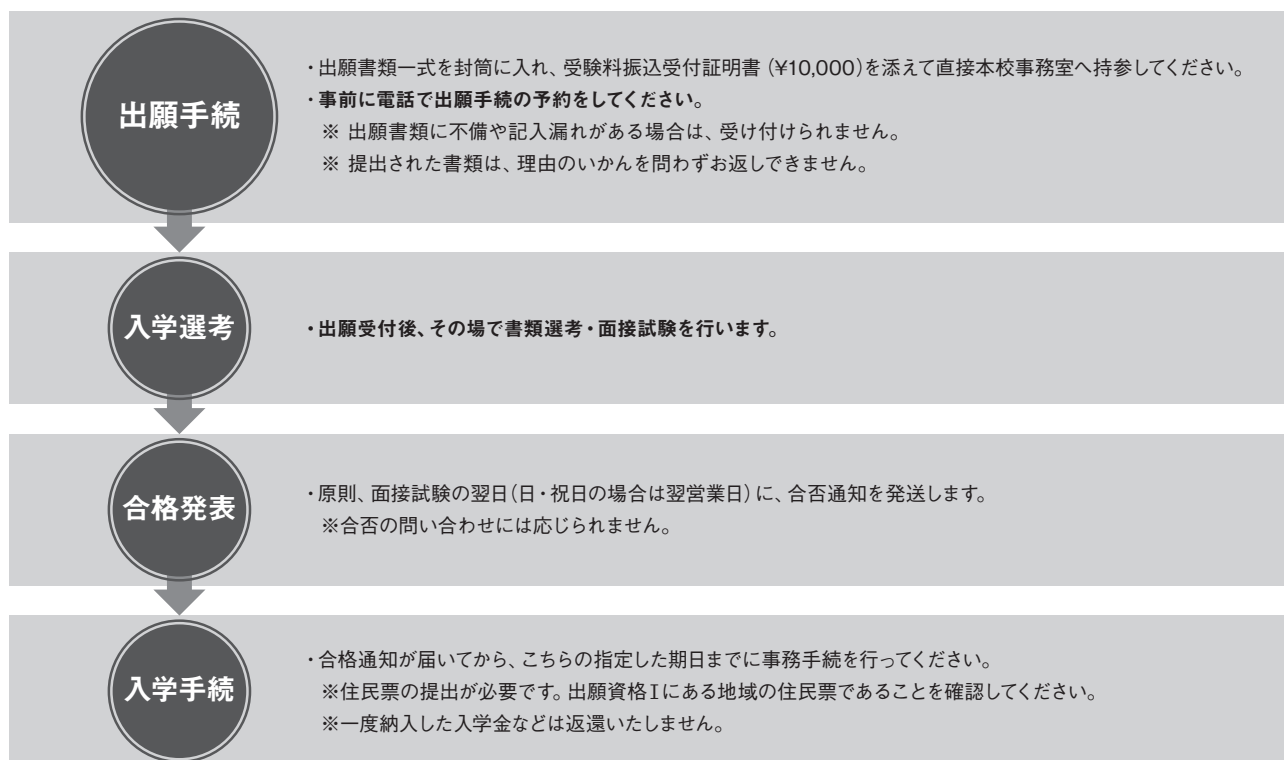 出願手続
・出願書類一式を封筒に入れ、受験料振込受付証明書(¥10,000)を添えて直接本校事務室へ持参してください。
・事前に電話で出願手続の予約をしてください。
※ 出願書類に不備や記入漏れがある場合は、受け付けられません。
※ 提出された書類は、理由のいかんを問わずお返しできません。
入学選考
・出願受付後、その場で書類選考・面接試験を行います。
合格発表
・原則、面接試験の翌日(日・祝日の場合は翌営業日)に、合否通知を発送します。
※合否の問い合わせには応じられません。
入学手続
・合格通知が届いてから、こちらの指定した期日までに事務手続を行ってください。
※住民票の提出が必要です。出願資格Iにある地域の住民票であることを確認してください。
※一度納入した入学金などは返還いたしません。